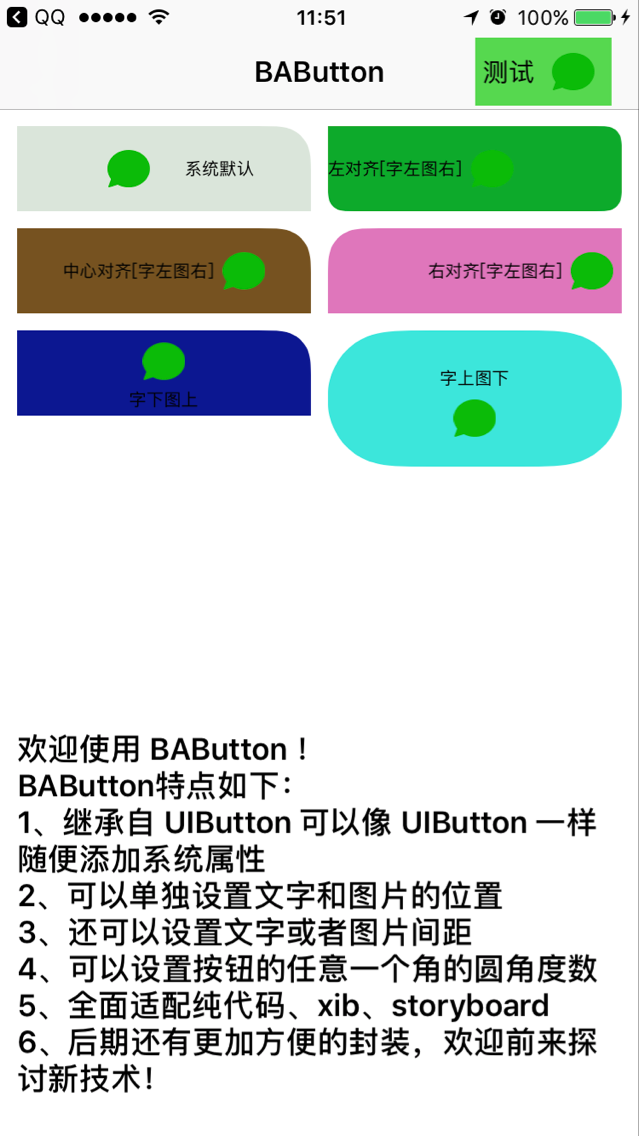 QQ 11:51 100%
BAButton 测试
系统默认 左对齐[字左图右]
中心对齐[字左图右] 右对齐[字左图右]
字上图下
字下图上
欢迎使用 BAButton！
BAButton特点如下：
1、继承自 UIButton 可以像 UIButton 一样
随便添加系统属性
2、可以单独设置文字和图片的位置
3、还可以设置文字或者图片间距
4、可以设置按钮的任意一个角的圆角度数
5、全面适配纯代码、xib、storyboard
6、后期还有更加方便的封装，欢迎前来探
讨新技术！